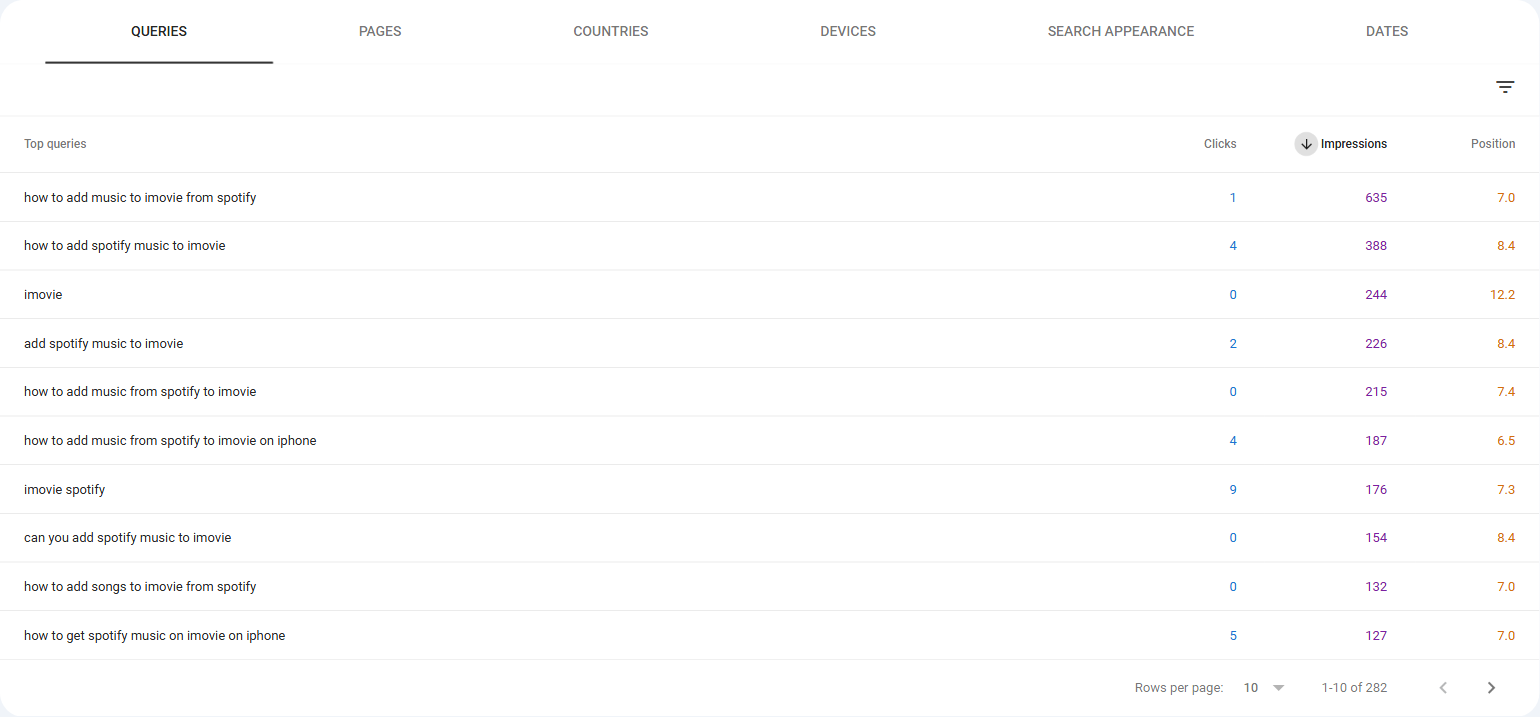 QUERIES PAGES COUNTRIES DEVICES SEARCH APPEARANCE DATES
Top queries Clicks Impressions Position
how to add music to imovie from spotify 1 635 7.0
how to add spotify music to imovie 4 388 8.4
imovie 0 244 12.2
add spotify music to imovie 2 226 8.4
how to add music from spotify to imovie 0 215 7.4
how to add music from spotify to imovie on iphone 4 187 6.5
imovie spotify 9 176 7.3
can you add spotify music to imovie 0 154 8.4
how to add songs to imovie from spotify 0 132 7.0
how to get spotify music on imovie on iphone 5 127 7.0
Rows per page: 10 1-10 of 282